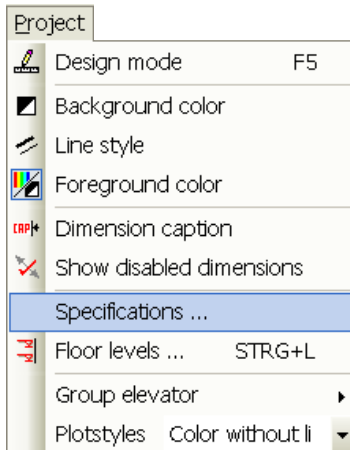 Project
Design mode F5
Background color
Line style
Foreground color
CAP Dimension caption
Show disabled dimensions
Specifications ...
Floor levels ... STRG+L
Group elevator
Plotstyles Color without li